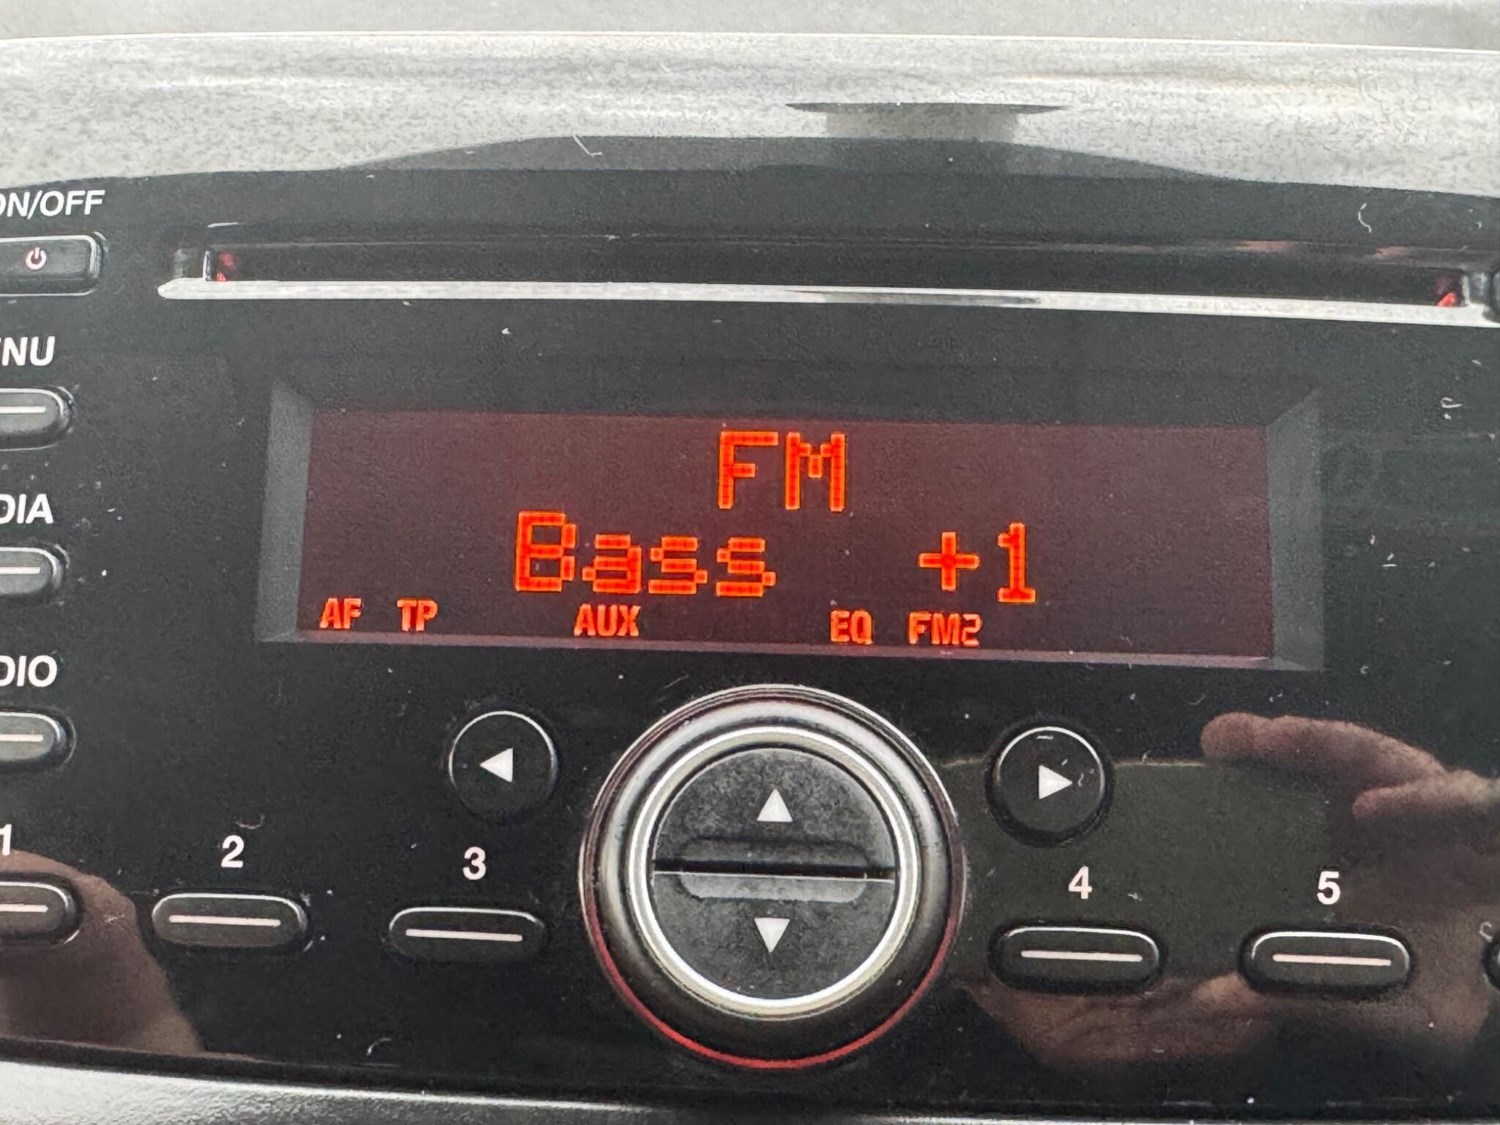 ON/OFF
NU
DIA
DIO
FM
Bass +1
AF TP AUX EQ FM2
1 2 3 4 5